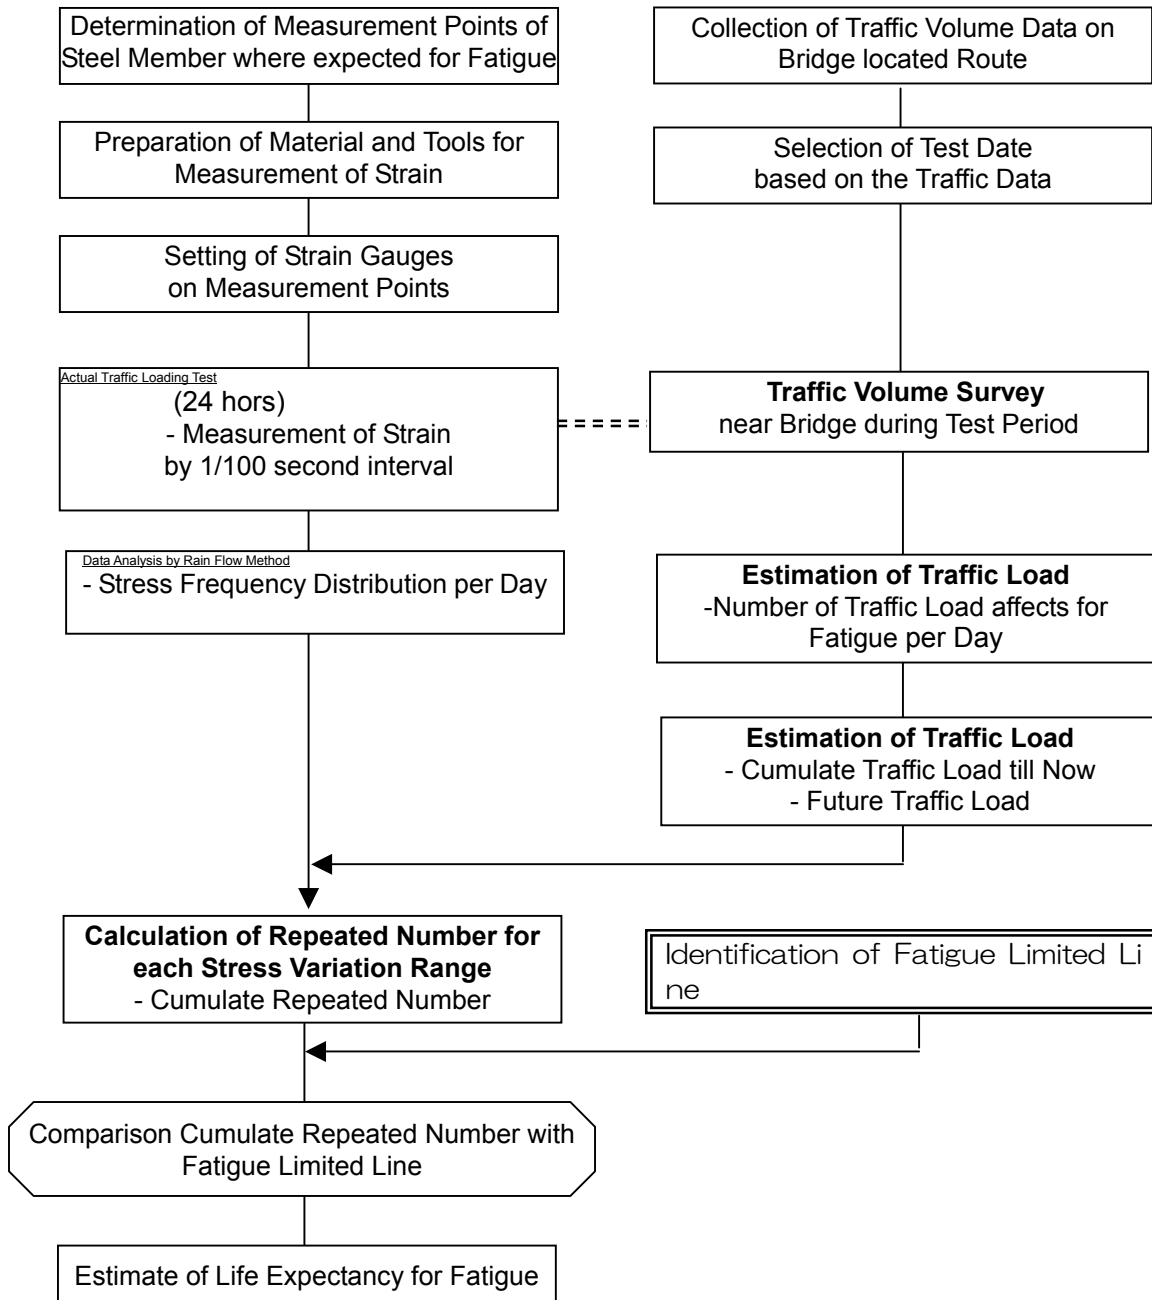 Determination of Measurement Points of
Steel Member where expected for Fatigue
Preparation of Material and Tools for
Measurement of Strain
Setting of Strain Gauges
on Measurement Points
Actual Traffic Loading Test
(24 hors)
- Measurement of Strain
by 1/100 second interval
Data Analysis by Rain Flow Method
- Stress Frequency Distribution per Day
Collection of Traffic Volume Data on
Bridge located Route
Selection of Test Date
based on the Traffic Data
Traffic Volume Survey
near Bridge during Test Period
Estimation of Traffic Load
-Number of Traffic Load affects for
Fatigue per Day
Estimation of Traffic Load
- Cumulate Traffic Load till Now
- Future Traffic Load
Calculation of Repeated Number for
each Stress Variation Range
- Cumulate Repeated Number
Identification of Fatigue Limited Li
ne
Comparison Cumulate Repeated Number with
Fatigue Limited Line
Estimate of Life Expectancy for Fatigue